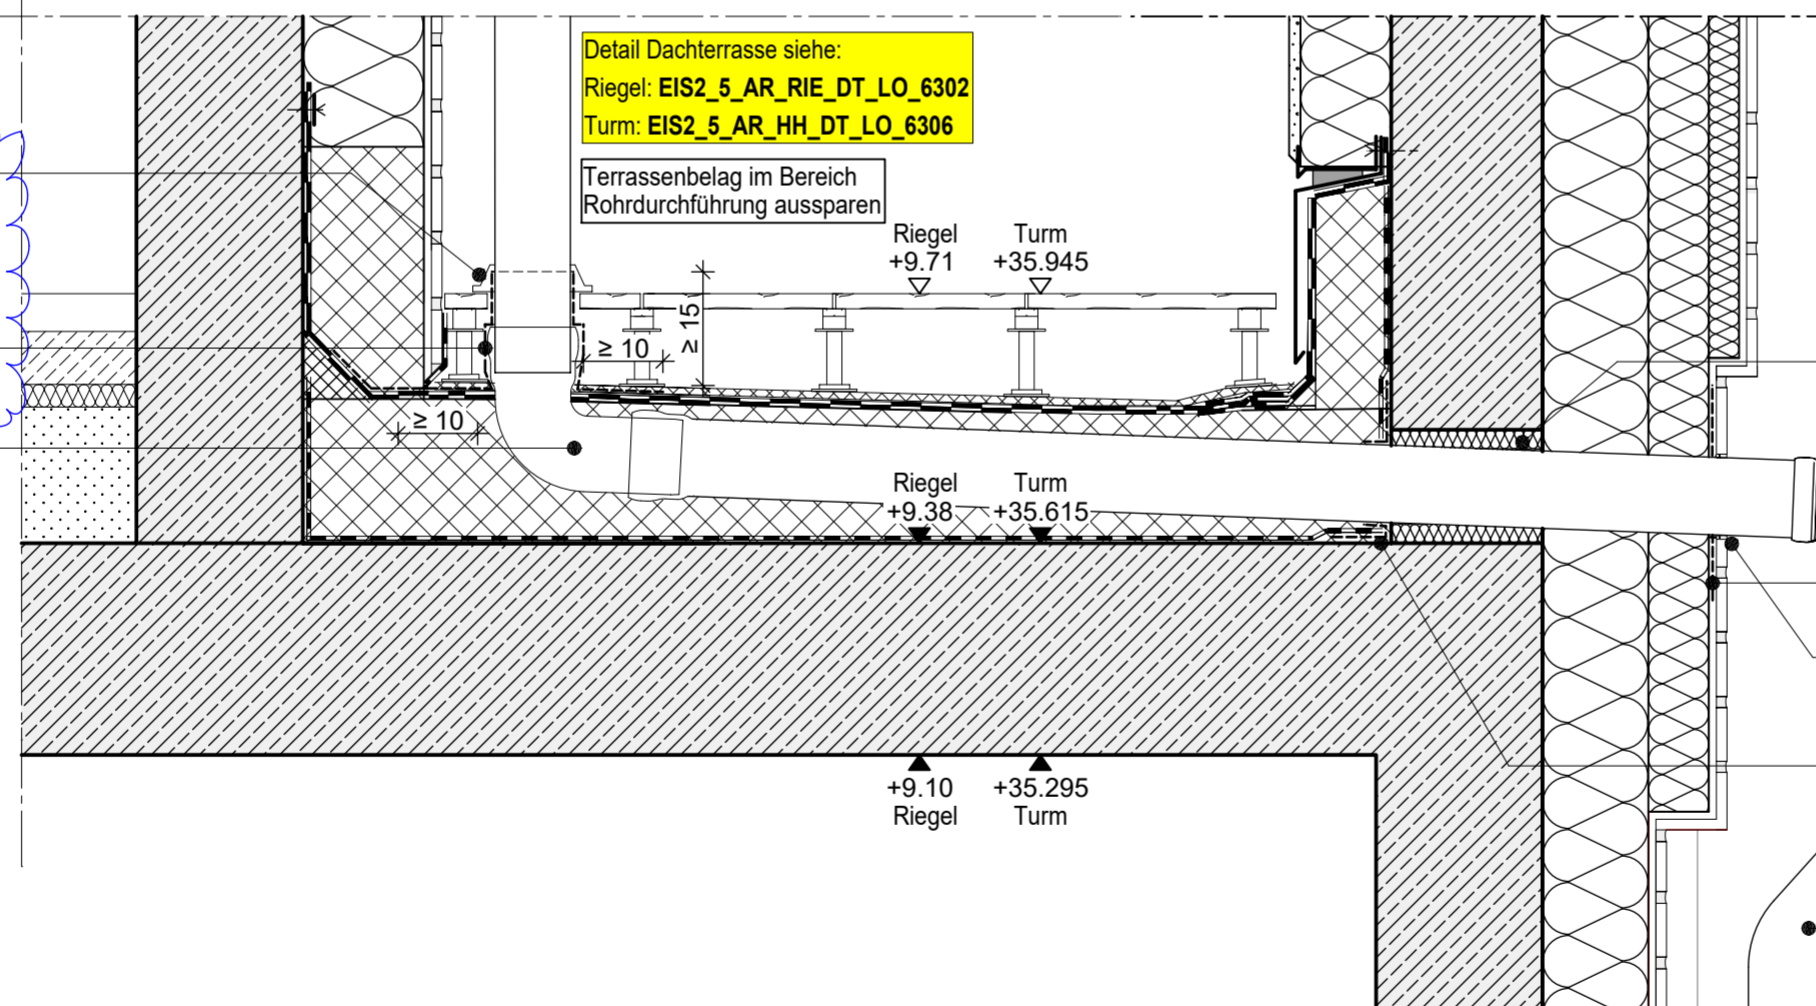 Detail Dachterrasse siehe:
Riegel: EIS2_5_AR_RIE_DT_LO_6302
Turm: EIS2_5_AR_HH_DT_LO_6306
Terrassenbelag im Bereich
Rohrdurchführung aussparen
Riegel Turm
+9.71 +35.945
≥ 15
≥ 10
≥ 10
Riegel Turm
+9.38 +35.615
+9.10 +35.295
Riegel Turm